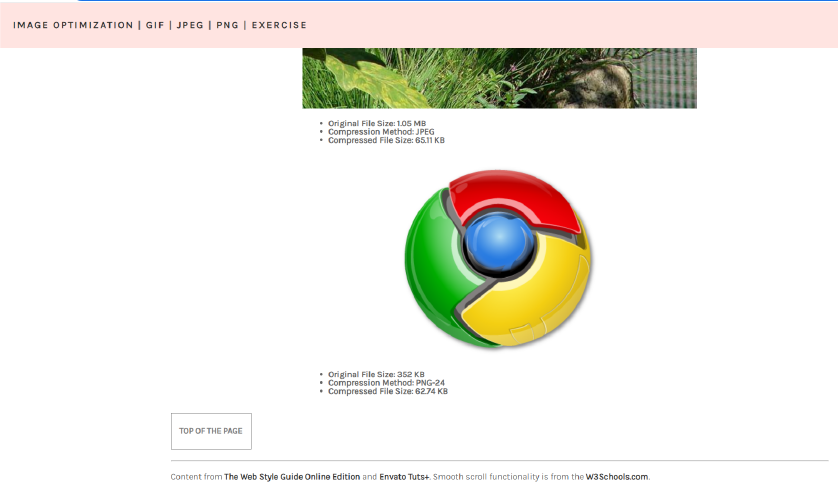 IMAGE OPTIMIZATION | GIF | JPEG | PNG | EXERCISE
• Original File Size: 1.05 MB
• Compression Method: JPEG
• Compressed File Size: 65.11 KB
• Original File Size: 352 KB
• Compression Method: PNG-24
• Compressed File Size: 62.74 KB
TOP OF THE PAGE
Content from The Web Style Guide Online Edition and Envato Tuts+. Smooth scroll functionality is from the W3Schools.com.